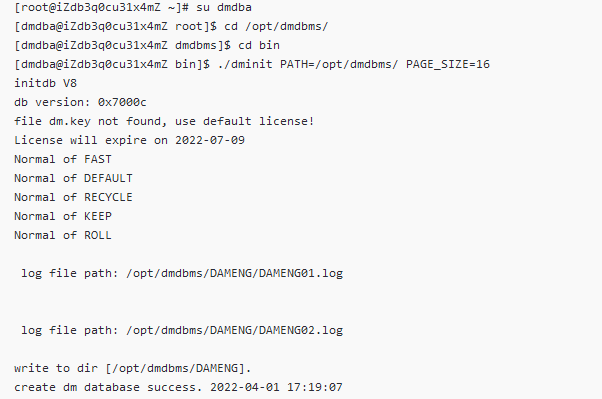 [root@iZdb3q0cu31x4mZ ~]# su dmdba
[dmdba@iZdb3q0cu31x4mZ root]$ cd /opt/dmdbms/
[dmdba@iZdb3q0cu31x4mZ dmdbms]$ cd bin
[dmdba@iZdb3q0cu31x4mZ bin]$ ./dminit PATH=/opt/dmdbms/ PAGE_SIZE=16
initdb V8
db version: 0x7000c
file dm.key not found, use default license!
License will expire on 2022-07-09
Normal of FAST
Normal of DEFAULT
Normal of RECYCLE
Normal of KEEP
Normal of ROLL
log file path: /opt/dmdbms/DAMENG/DAMENG01.log
log file path: /opt/dmdbms/DAMENG/DAMENG02.log
write to dir [/opt/dmdbms/DAMENG].
create dm database success. 2022-04-01 17:19:07